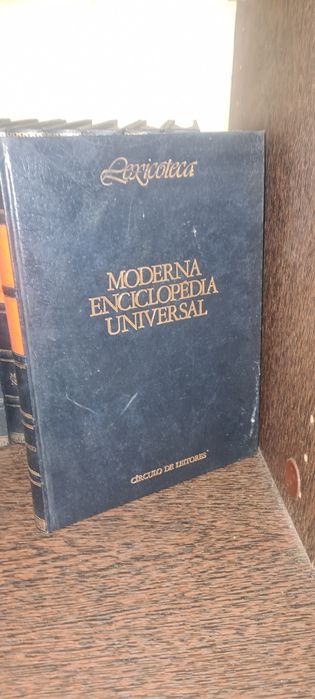 Lexicoteca
MODERNA
ENCICLOPÉDIA
UNIVERSAL
CÍRCULO DE LEITORES